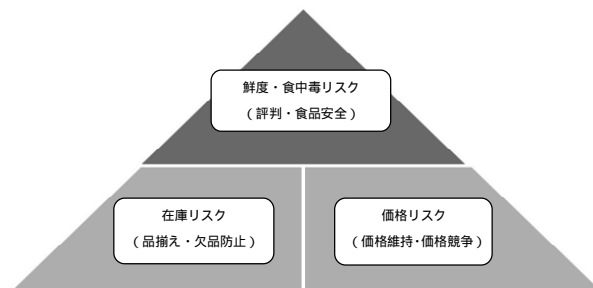 鮮度・食中毒リスク
（評判・食品安全）
在庫リスク
（品揃え・欠品防止）
価格リスク
（価格維持・価格競争）